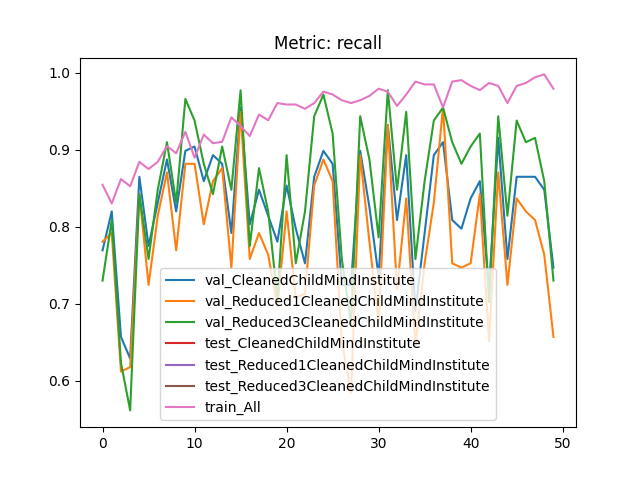 Metric: recall
1.0
0.9
0.8
0.7
0.6
val_CleanedChildMindInstitute
val_Reduced1CleanedChildMindInstitute
val_Reduced3CleanedChildMindInstitute
test_CleanedChildMindInstitute
test_Reduced1CleanedChildMindInstitute
test_Reduced3CleanedChildMindInstitute
train_All
0 10 20 30 40 50